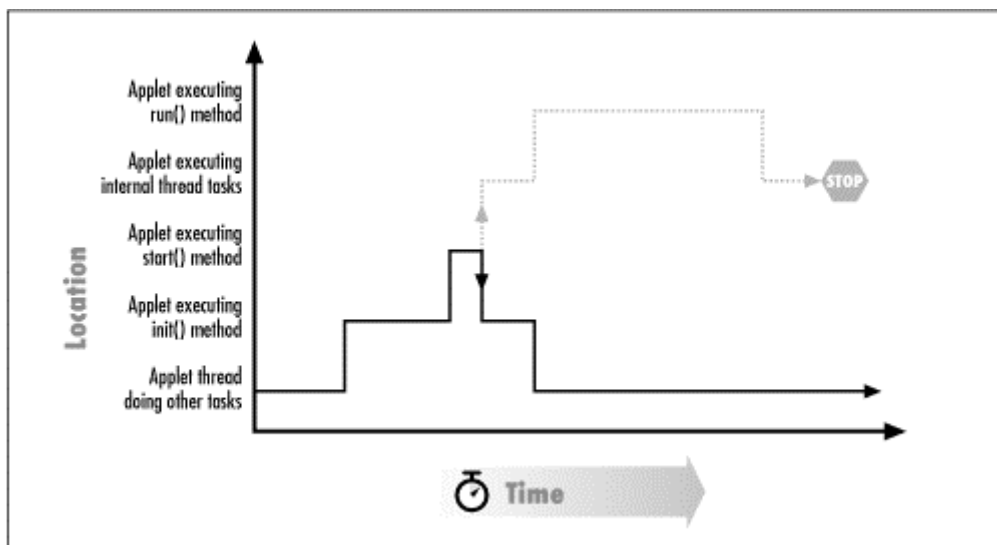 Applet executing
run() method
Applet executing
internal thread tasks
STOP
Applet executing
start() method
Location
Applet executing
init() method
Applet thread
doing other tasks
Time